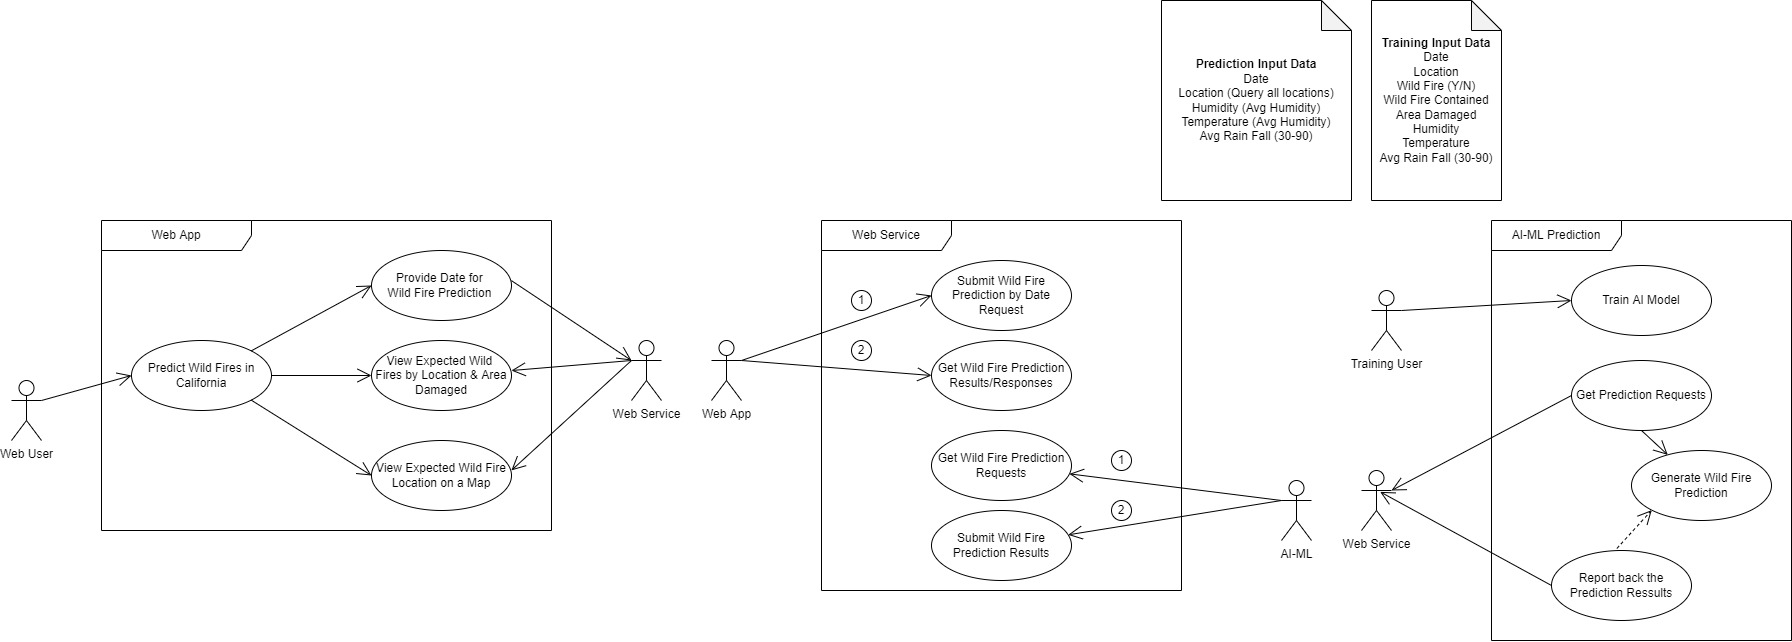 Prediction Input Data
Date
Location (Query all locations)
Humidity (Avg Humidity)
Temperature (Avg Humidity)
Avg Rain Fall (30-90)
Training Input Data
Date
Location
Wild Fire (Y/N)
Wild Fire Contained
Area Damaged
Humidity
Temperature
Avg Rain Fall (30-90)
Web App
Provide Date for
Wild Fire Prediction
Predict Wild Fires in
California
View Expected Wild
Fires by Location & Area
Damaged
View Expected Wild Fire
Location on a Map
Web User
Web Service
Web App
Web Service
1
Submit Wild Fire
Prediction by Date
Request
2
Get Wild Fire Prediction
Results/Responses
Get Wild Fire Prediction
Requests
1
Submit Wild Fire
Prediction Results
2
AI-ML
AI-ML Prediction
Train AI Model
Training User
Get Prediction Requests
Generate Wild Fire
Prediction
Web Service
Report back the
Prediction Ressults